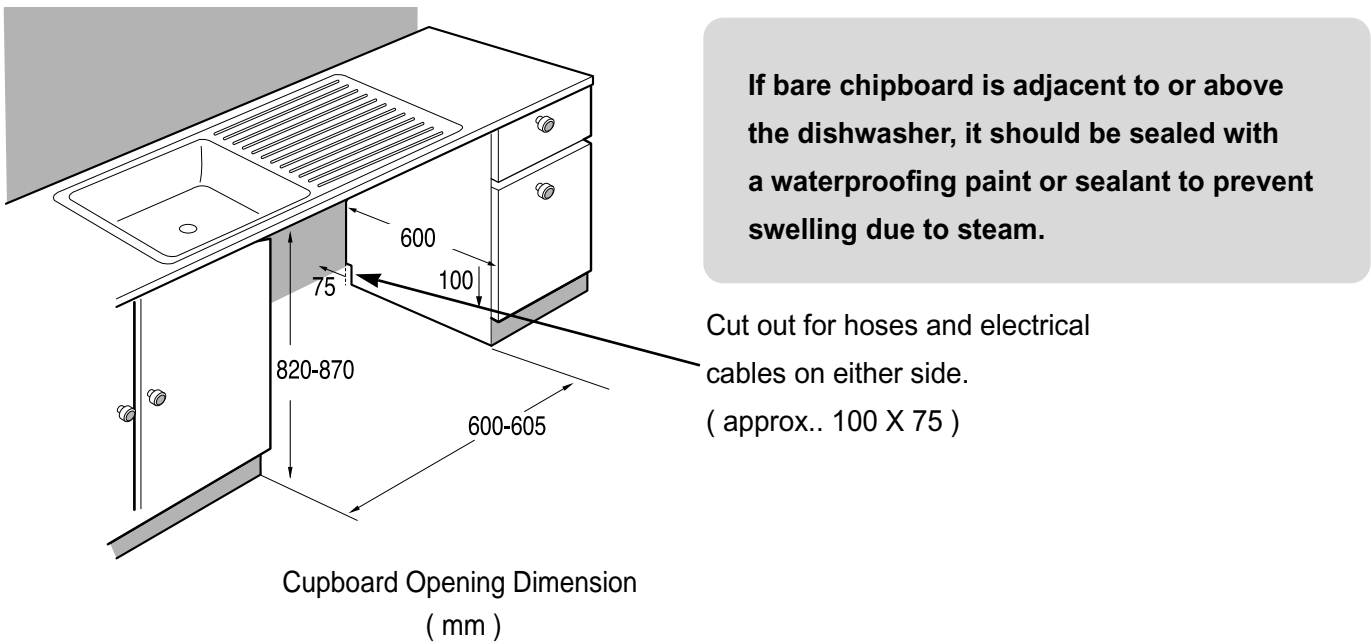 If bare chipboard is adjacent to or above
the dishwasher, it should be sealed with
a waterproofing paint or sealant to prevent
swelling due to steam.
600
75
100
820-870
600-605
Cut out for hoses and electrical
cables on either side.
( approx.. 100 X 75 )
Cupboard Opening Dimension
( mm )